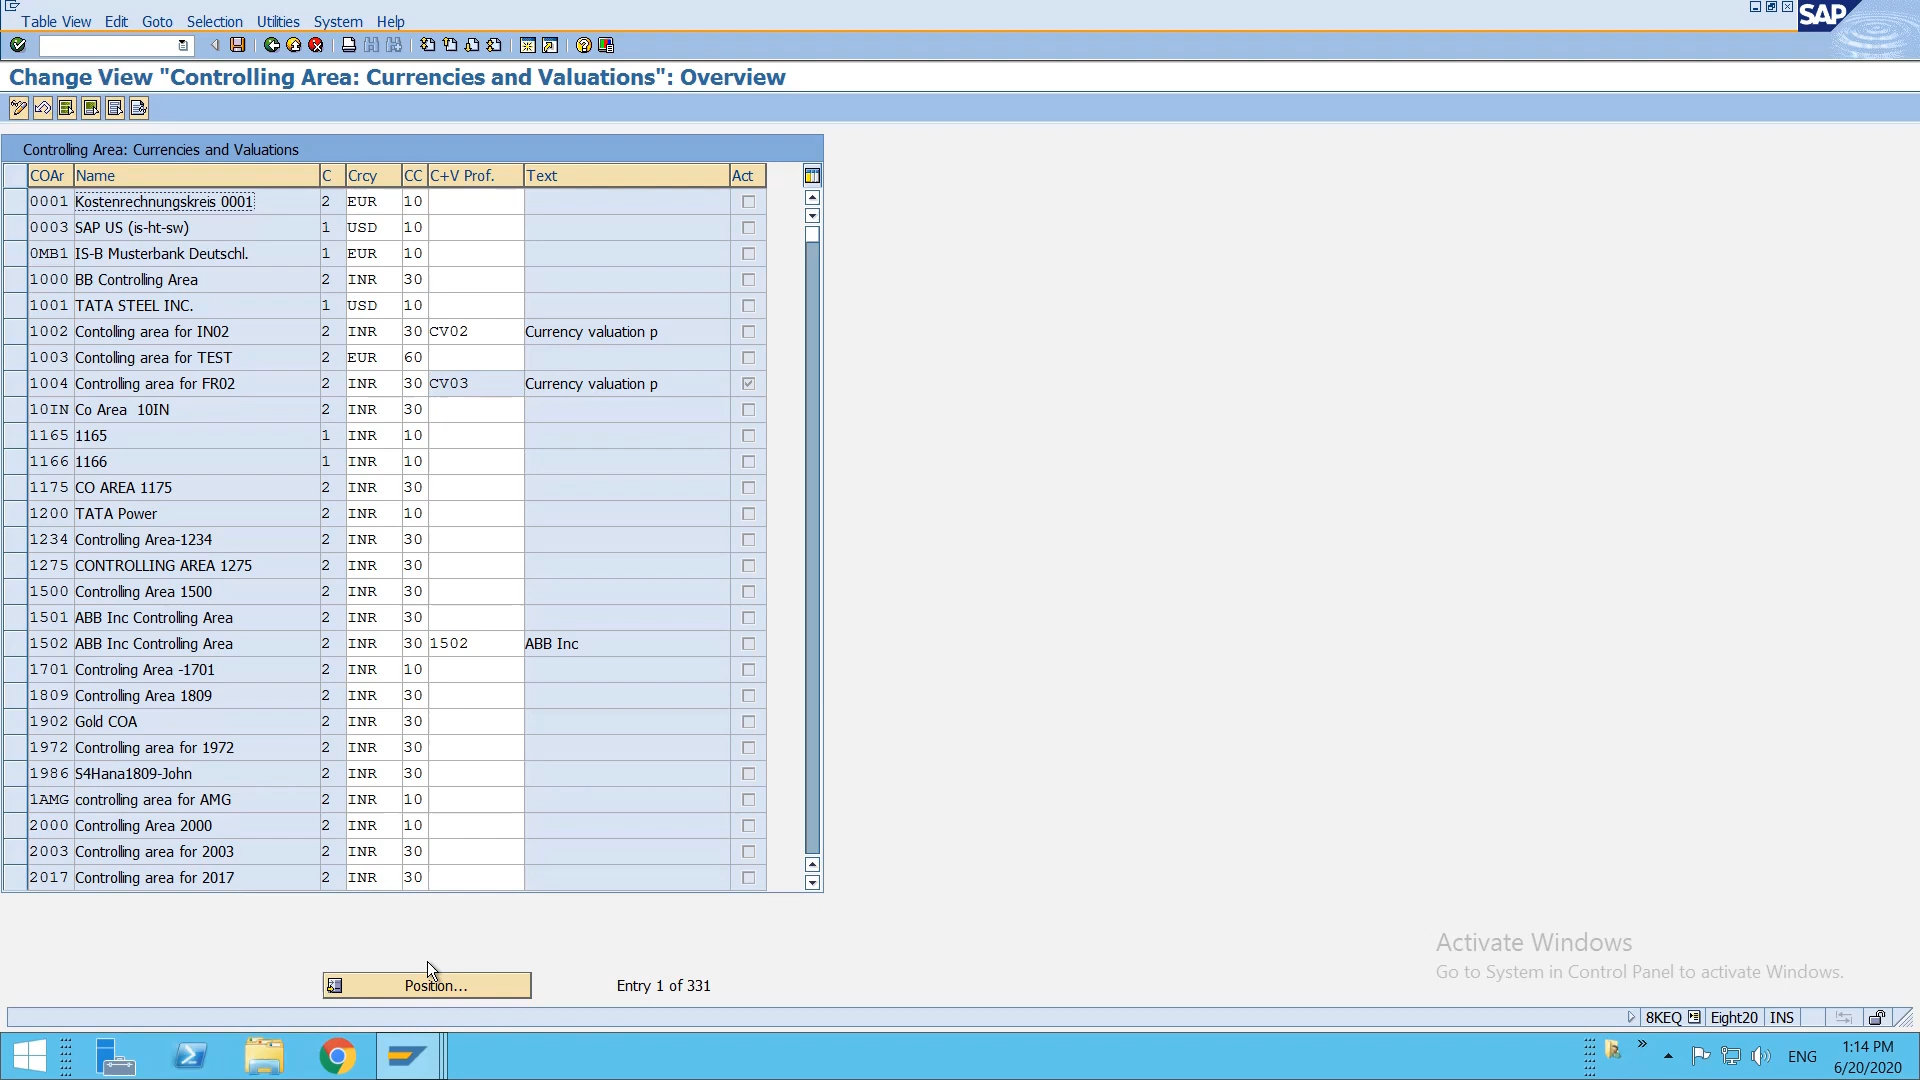 Table View Edit Goto Selection Utilities System Help
SAP
Change View "Controlling Area: Currencies and Valuations": Overview
Controlling Area: Currencies and Valuations
COAr Name C Crcy CC C+V Prof. Text Act
0001 Kostenrechnungskreis 0001 2 EUR 10
0003 SAP US (is-ht-sw) 1 USD 10
0MB1 IS-B Musterbank Deutschl. 1 EUR 10
1000 BB Controlling Area 2 INR 30
1001 TATA STEEL INC. 1 USD 10
1002 Contolling area for IN02 2 INR 30 CV02 Currency valuation p
1003 Contolling area for TEST 2 EUR 60
1004 Controlling area for FR02 2 INR 30 CV03 Currency valuation p
10IN Co Area 10IN 2 INR 30
1165 1165 1 INR 10
1166 1166 1 INR 10
1175 CO AREA 1175 2 INR 30
1200 TATA Power 2 INR 10
1234 Controlling Area-1234 2 INR 30
1275 CONTROLLING AREA 1275 2 INR 30
1500 Controlling Area 1500 2 INR 30
1501 ABB Inc Controlling Area 2 INR 30
1502 ABB Inc Controlling Area 2 INR 30 1502 ABB Inc
1701 Controling Area -1701 2 INR 10
1809 Controlling Area 1809 2 INR 30
1902 Gold COA 2 INR 30
1972 Controlling area for 1972 2 INR 30
1986 S4Hana1809-John 2 INR 30
1AMG controlling area for AMG 2 INR 10
2000 Controlling Area 2000 2 INR 10
2003 Controlling area for 2003 2 INR 30
2017 Controlling area for 2017 2 INR 30
Activate Windows
Go to System in Control Panel to activate Windows.
Position... Entry 1 of 331
8KEQ Eight20 INS
ENG 1:14 PM
6/20/2020